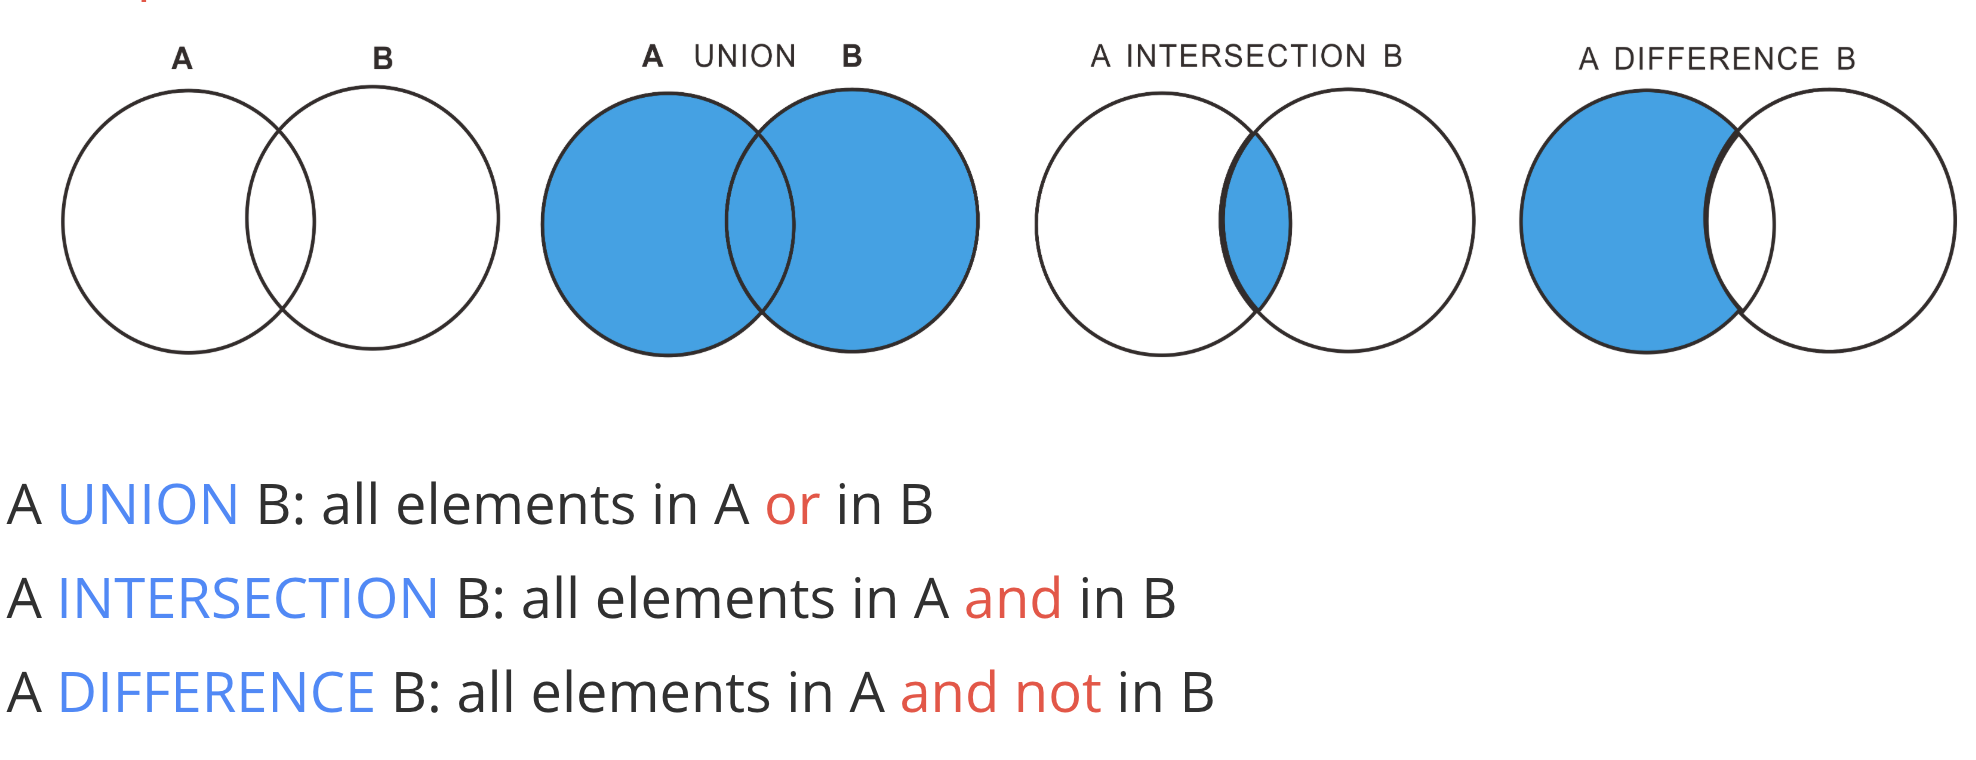 A B
A UNION B
A INTERSECTION B
A DIFFERENCE B
A UNION B: all elements in A or in B
A INTERSECTION B: all elements in A and in B
A DIFFERENCE B: all elements in A and not in B